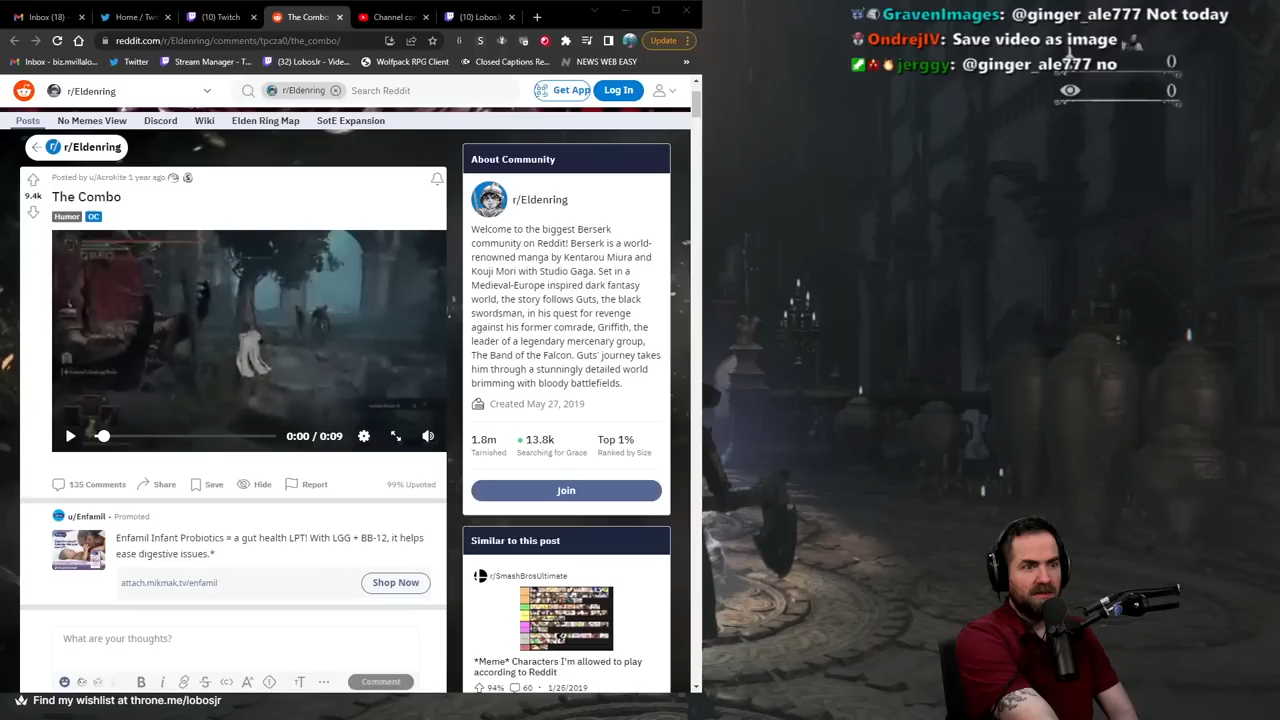 Inbox (18) -
Home / Twi
(10) Twitch
The Combo
Channel co
(10) LobosJ
reddit.com/r/Eldenring/comments/tpcza0/the_combo/
Update
Inbox - biz.mvillalo...
Twitter
Stream Manager - T...
(32) LobosJr - Twitch
Wolfpack RPG Client
Closed Captions Re...
NEWS WEB EASY
r/Eldenring
r/Eldenring
Search Reddit
Get App
Log In
Posts
No Memes View
Discord
Wiki
Elden Ring Map
SotE Expansion
r/Eldenring
Posted by u/Acrokite 1 year ago
9.4k
The Combo
Humor
OC
0:00 / 0:09
135 Comments
Share
Save
Hide
Report
99% Upvoted
u/Enfamil • Promoted
Enfamil Infant Probiotics = a gut health LPT! With LGG + BB-12, it helps
ease digestive issues.*
attach.mikmak.tv/enfamil
Shop Now
What are your thoughts?
Comment
About Community
r/Eldenring
Welcome to the biggest Berserk
community on Reddit! Berserk is a world-
renowned manga by Kentarou Miura and
Kouji Mori with Studio Gaga. Set in a
Medieval-Europe inspired dark fantasy
world, the story follows Guts, the black
swordsman, in his quest for revenge
against his former comrade, Griffith, the
leader of a legendary mercenary group,
The Band of the Falcon. Guts' journey takes
him through a stunningly detailed world
brimming with bloody battlefields.
Created May 27, 2019
1.8m
13.8k
Top 1%
Tarnished
Searching for Grace
Ranked by Size
Join
Similar to this post
r/SmashBrosUltimate
*Meme* Characters I'm allowed to play
according to Reddit
94%
60
1/25/2019
Find my wishlist at throne.me/lobosjr
GravenImages: @ginger_ale777 Not today
OndrejIV: Save video as image
jerggy: @ginger_ale777 no
0
0